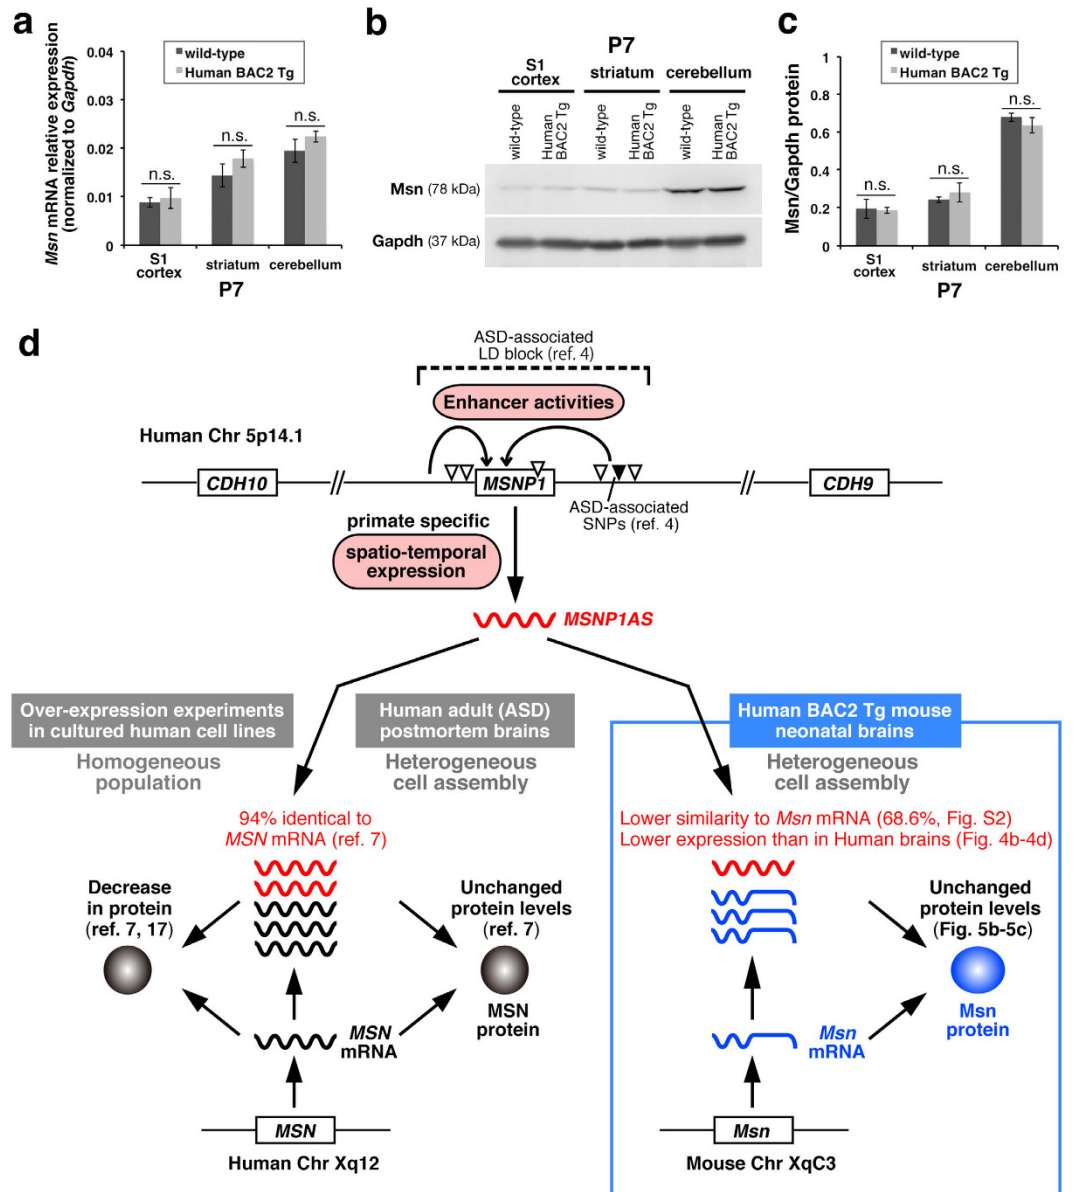 a
Msn mRNA relative expression
(normalized to Gapdh)
0.04
0.03
0.02
0.01
0
wild-type
Human BAC2 Tg
n.s.
n.s.
n.s.
S1
cortex
striatum
cerebellum
P7
b
P7
S1
cortex
striatum
cerebellum
wild-type
Human
BAC2 Tg
wild-type
Human
BAC2 Tg
wild-type
Human
BAC2 Tg
Msn (78 kDa)
Gapdh (37 kDa)
c
Msn/Gapdh protein
1
0.8
0.6
0.4
0.2
0
wild-type
Human BAC2 Tg
n.s.
n.s.
n.s.
S1
cortex
striatum
cerebellum
P7
d
ASD-associated
LD block (ref. 4)
Enhancer activities
Human Chr 5p14.1
CDH10
//
MSNP1
//
CDH9
ASD-associated
SNPs (ref. 4)
primate specific
spatio-temporal
expression
MSNP1AS
Over-expression experiments
in cultured human cell lines
Homogeneous
population
Human adult (ASD)
postmortem brains
Heterogeneous
cell assembly
94% identical to
MSN mRNA (ref. 7)
Decrease
in protein
(ref. 7, 17)
Unchanged
protein levels
(ref. 7)
MSN
protein
MSN
mRNA
MSN
Human Chr Xq12
Human BAC2 Tg mouse
neonatal brains
Heterogeneous
cell assembly
Lower similarity to Msn mRNA (68.6%, Fig. S2)
Lower expression than in Human brains (Fig. 4b-4d)
Unchanged
protein levels
(Fig. 5b-5c)
Msn
protein
Msn
mRNA
Msn
Mouse Chr XqC3